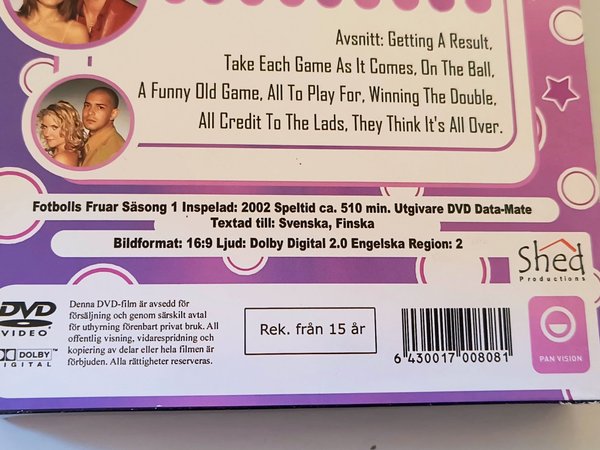 Avsnitt: Getting A Result,
Take Each Game As It Comes, On The Ball,
A Funny Old Game, All To Play For, Winning The Double,
All Credit To The Lads, They Think It's All Over.
Fotbolls Fruar Säsong 1 Inspelad: 2002 Speltid ca. 510 min. Utgivare DVD Data-Mate
Textad till: Svenska, Finska
Bildformat: 16:9 Ljud: Dolby Digital 2.0 Engelska Region: 2
Shed
Productions
DVD
VIDEO
DOLBY
DIGITAL
Denna DVD-film är avsedd för
försäljning och genom särskilt avtal
för uthyrning förenbart privat bruk. All
offentlig visning, vidarespridning och
kopiering av delar eller hela filmen är
förbjuden. Alla rättigheter reserveras.
Rek. från 15 år
6 430017 008081
PAN VISION